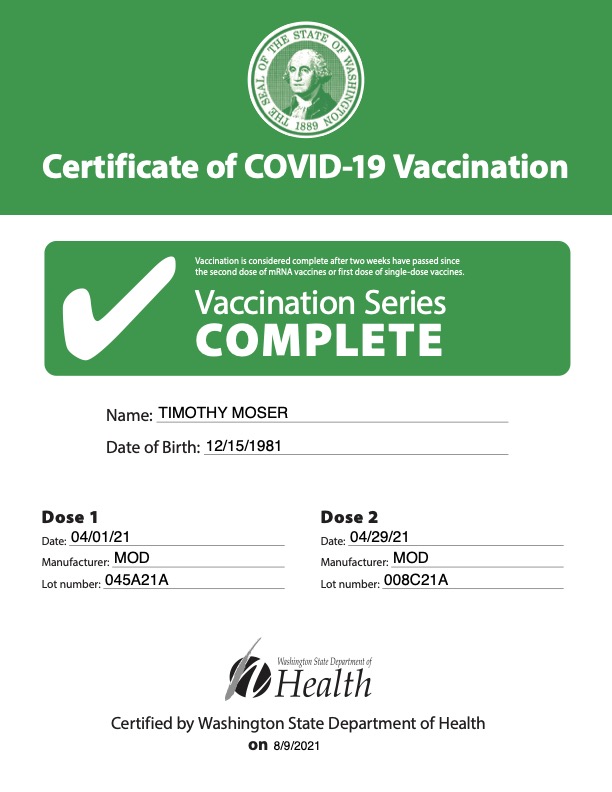 THE SEAL OF THE STATE OF WASHINGTON
1889
Certificate of COVID-19 Vaccination
Vaccination is considered complete after two weeks have passed since
the second dose of mRNA vaccines or first dose of single-dose vaccines.
Vaccination Series
COMPLETE
Name: TIMOTHY MOSER
Date of Birth: 12/15/1981
Dose 1
Date: 04/01/21
Manufacturer: MOD
Lot number: 045A21A
Dose 2
Date: 04/29/21
Manufacturer: MOD
Lot number: 008C21A
Washington State Department of
Health
Certified by Washington State Department of Health
on 8/9/2021